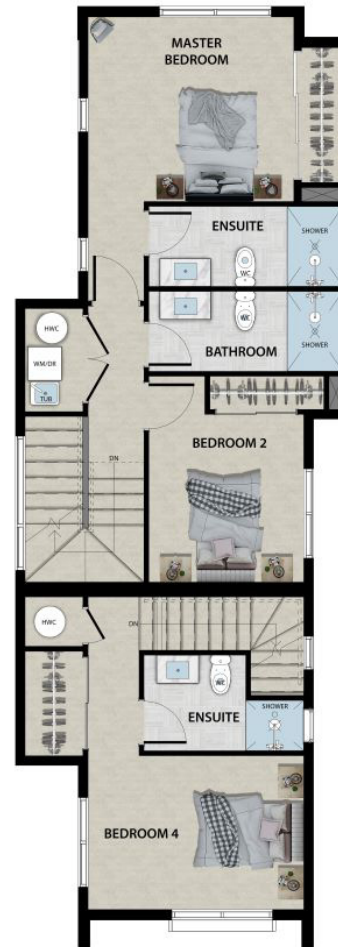 MASTER
BEDROOM
ENSUITE
SHOWER
WC
HWC
BATHROOM
WC
SHOWER
WM/DR
TUB
BEDROOM 2
DN
HWC
DN
WC
ENSUITE
SHOWER
BEDROOM 4